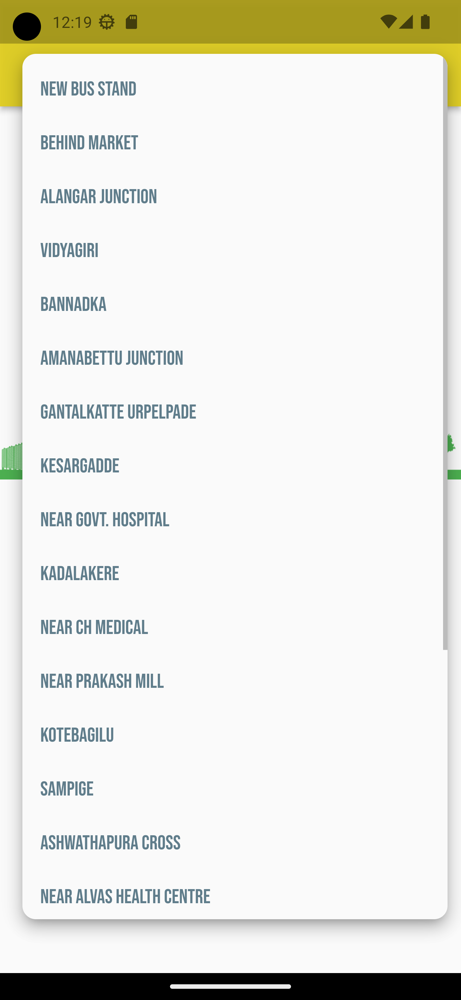 12:19
NEW BUS STAND
BEHIND MARKET
ALANGAR JUNCTION
VIDYAGIRI
BANNADKA
AMANABETTU JUNCTION
GANTALKATTE URPELPADE
KESARGADDE
NEAR GOVT. HOSPITAL
KADALAKERE
NEAR CH MEDICAL
NEAR PRAKASH MILL
KOTEBAGILU
SAMPIGE
ASHWATHAPURA CROSS
NEAR ALVAS HEALTH CENTRE